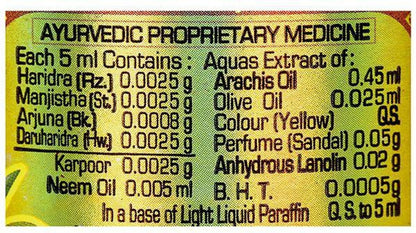 AYURVEDIC PROPRIETARY MEDICINE
Each 5 ml Contains : Aquas Extract of :
Haridra (Rz.) 0.0025 g
Manjistha (St.) 0.0025 g
Arjuna (Bk.) 0.0008 g
Daruharidra (Hw.) 0.0025 g
Karpoor 0.0025 g
Neem Oil 0.005 ml
Arachis Oil 0.45 ml
Olive Oil 0.025 ml
Colour (Yellow) Q.S.
Perfume (Sandal) 0.05g
Anhydrous Lanolin 0.02 g
B. H. T. 0.0005g
In a base of Light Liquid Paraffin Q.S. to 5 ml